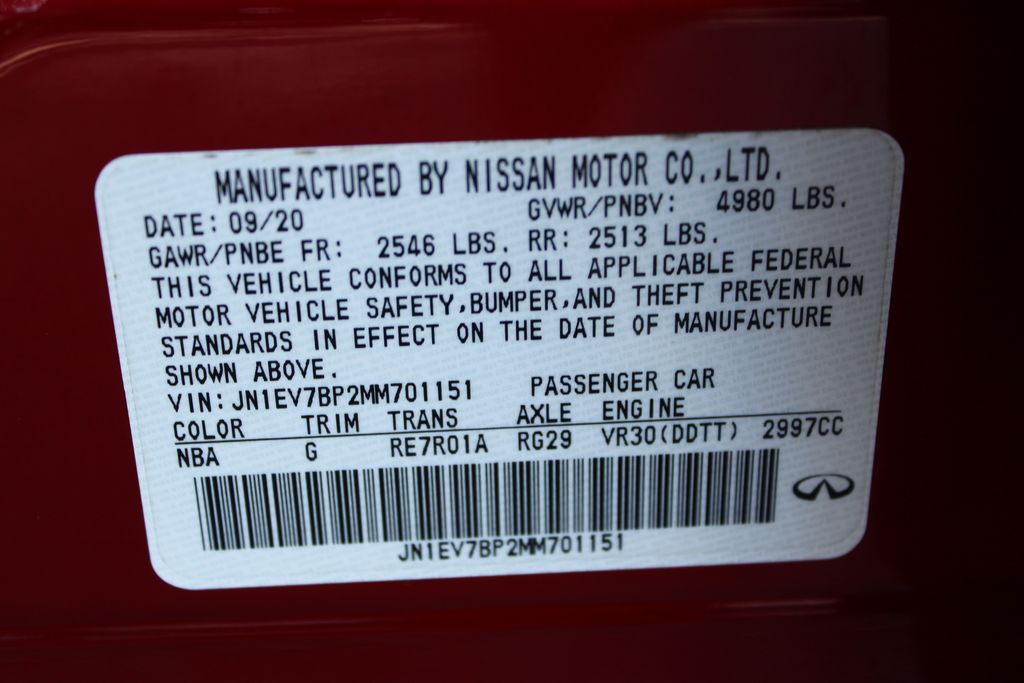 MANUFACTURED BY NISSAN MOTOR CO.,LTD.
DATE: 09/20 GVWR/PNBV: 4980 LBS.
GAWR/PNBE FR: 2546 LBS. RR: 2513 LBS.
THIS VEHICLE CONFORMS TO ALL APPLICABLE FEDERAL
MOTOR VEHICLE SAFETY,BUMPER,AND THEFT PREVENTION
STANDARDS IN EFFECT ON THE DATE OF MANUFACTURE
SHOWN ABOVE.
VIN: JN1EV7BP2MM701151 PASSENGER CAR
COLOR TRIM TRANS AXLE ENGINE
NBA G RE7R01A RG29 VR30(DDTT) 2997CC
JN1EV7BP2MM701151